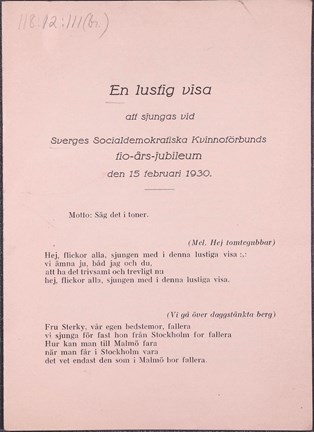 118:12:111(br.)
En lustig visa
att sjungas vid
Sverges Socialdemokratiska Kvinnoförbunds
tio-års-jubileum
den 15 februari 1930.
Motto: Säg det i toner.
(Mel. Hej tomtegubbar)
Hej, flickor alla, sjungen med i denna lustiga visa :,:
vi ämna ju, båd jag och du,
att ha det trivsamt och trevligt nu
hej, flickor alla, sjungen med i denna lustiga visa.
(Vi gå över daggstänkta berg)
Fru Sterky, vår egen bedstemor, fallera
vi sjunga för fast hon från Stockholm for fallera
Hur kan man till Malmö fara
när man får i Stockholm vara
det vet endast den som i Malmö bor fallera.